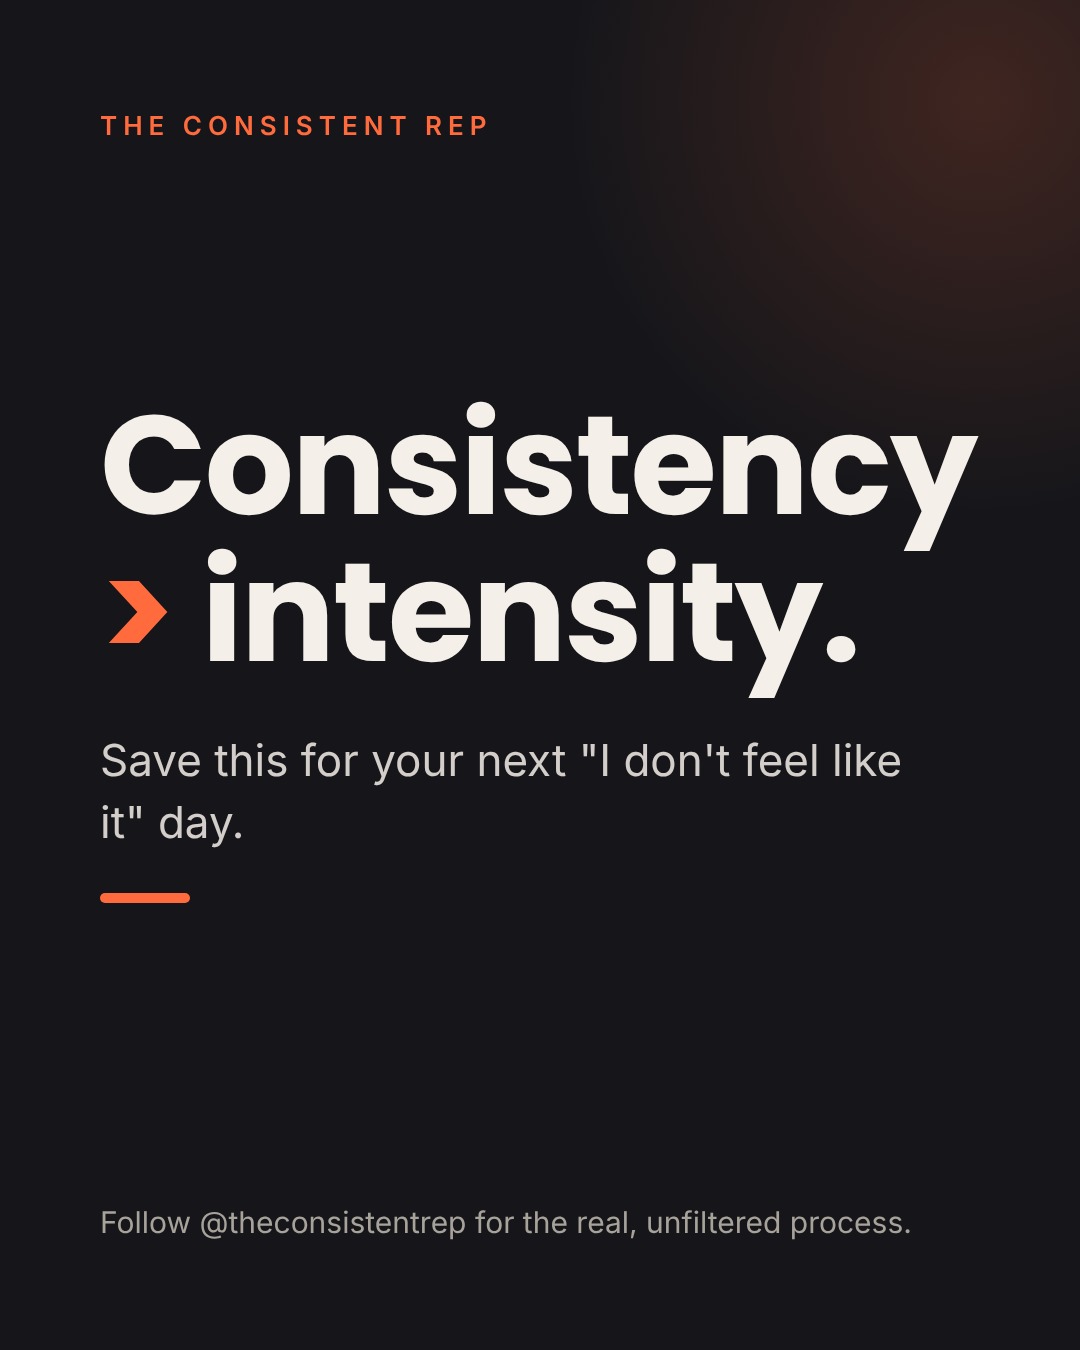 THE CONSISTENT REP
Consistency
› intensity.
Save this for your next "I don't feel like
it" day.
Follow @theconsistentrep for the real, unfiltered process.